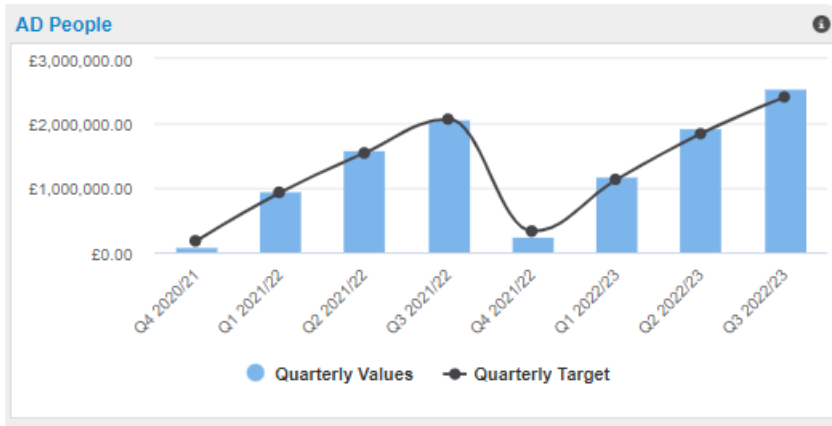 AD People
£3,000,000.00
£2,000,000.00
£1,000,000.00
£0.00
Q4 2020/21
Q1 2021/22
Q2 2021/22
Q3 2021/22
Q4 2021/22
Q1 2022/23
Q2 2022/23
Q3 2022/23
Quarterly Values
Quarterly Target